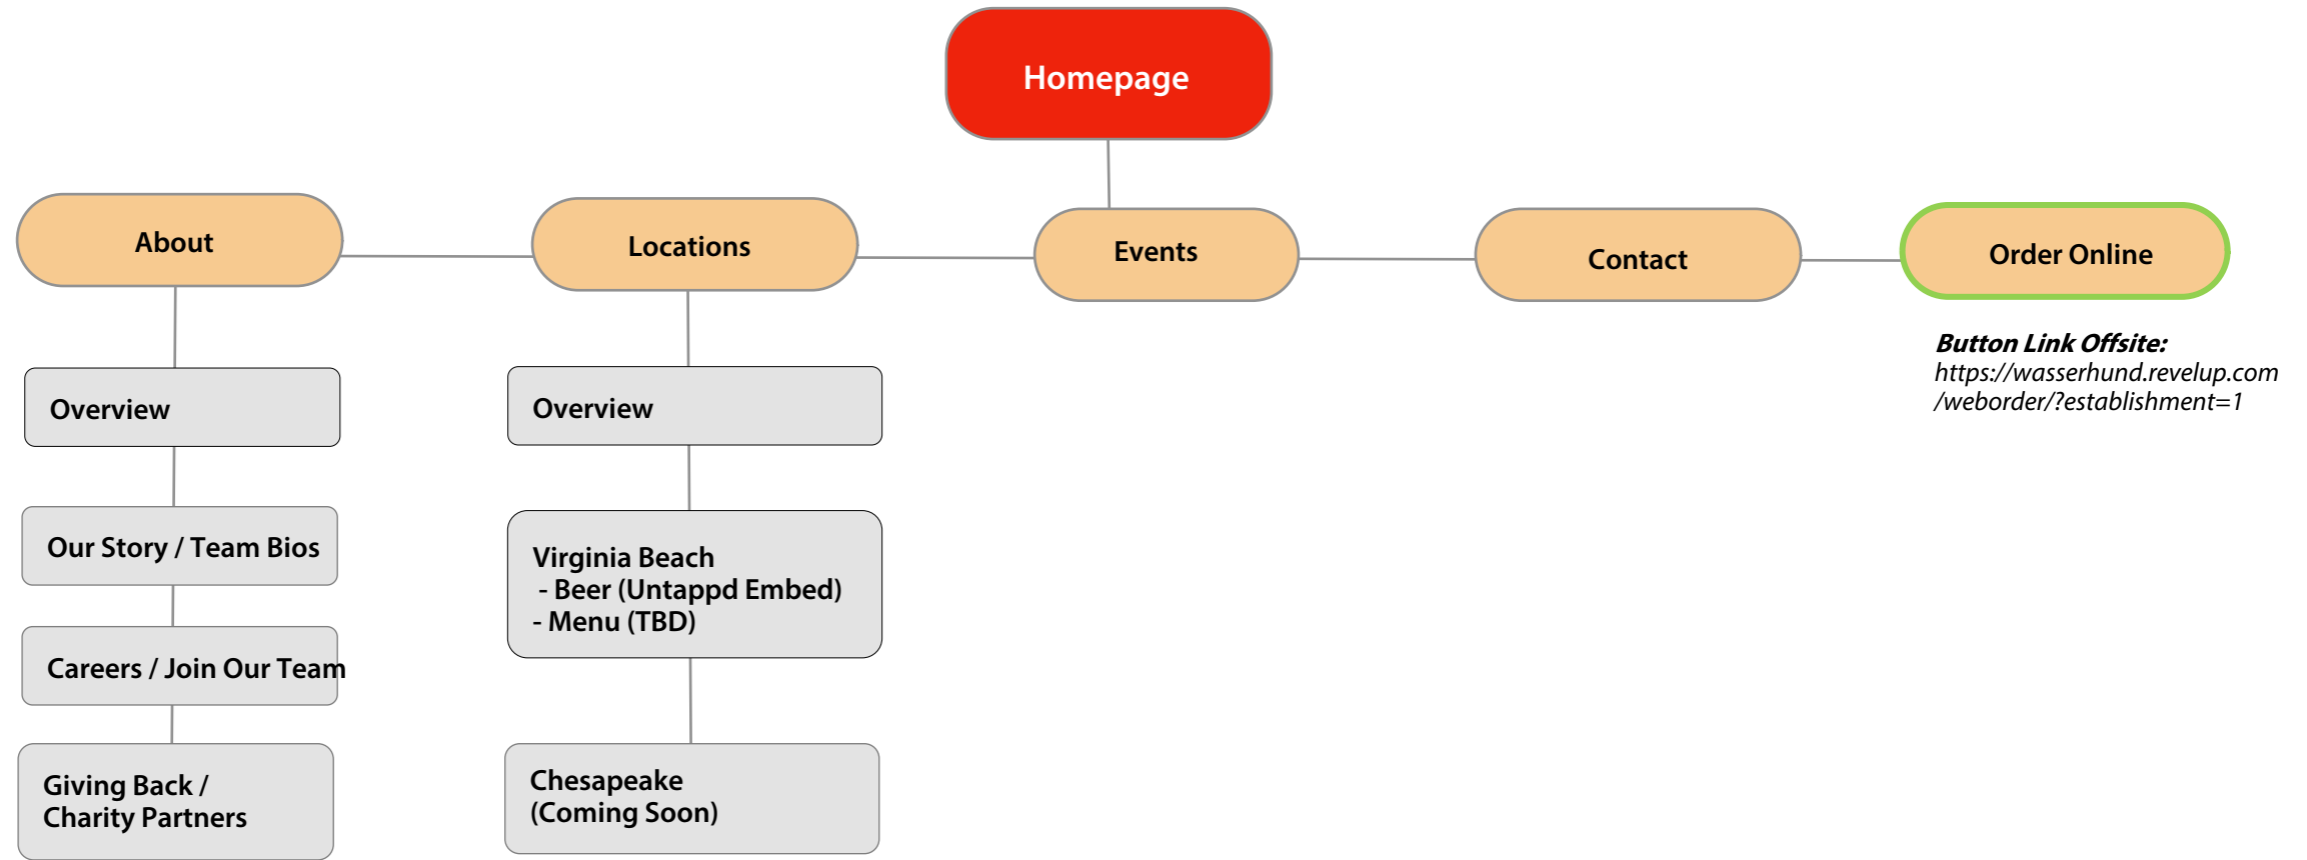 Homepage
About
Locations
Events
Contact
Order Online
Button Link Offsite:
https://wasserhund.revelup.com
/weborder/?establishment=1
Overview
Our Story / Team Bios
Careers / Join Our Team
Giving Back /
Charity Partners
Overview
Virginia Beach
- Beer (Untappd Embed)
- Menu (TBD)
Chesapeake
(Coming Soon)